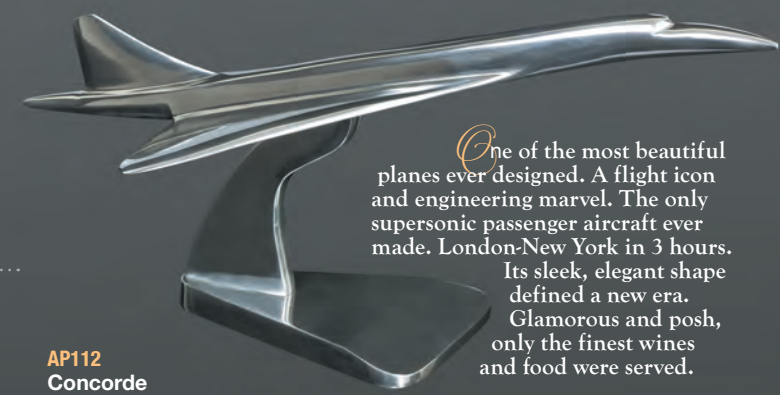 One of the most beautiful
planes ever designed. A flight icon
and engineering marvel. The only
supersonic passenger aircraft ever
made. London-New York in 3 hours.
Its sleek, elegant shape
defined a new era.
Glamorous and posh,
only the finest wines
and food were served.
AP112
Concorde